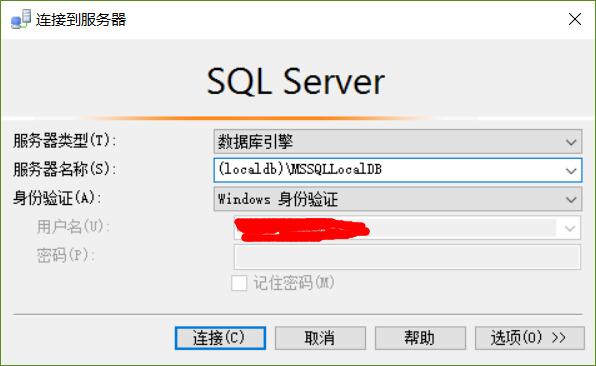 连接到服务器
SQL Server
服务器类型(T): 数据库引擎
服务器名称(S): (localdb)\MSSQLLocalDB
身份验证(A): Windows 身份验证
用户名(U):
密码(P):
记住密码(M)
连接(C) 取消 帮助 选项(O) >>